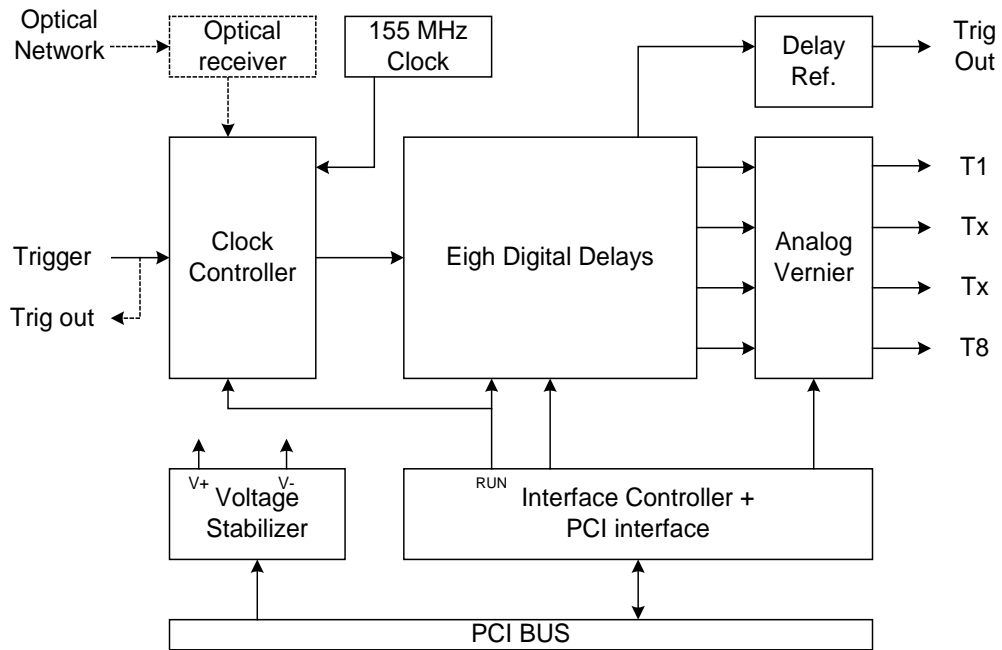 Optical
Network
Optical
receiver
155 MHz
Clock
Delay
Ref.
Trig
Out
Trigger
Trig out
Clock
Controller
Eigh Digital Delays
Analog
Vernier
T1
Tx
Tx
T8
V+
V-
Voltage
Stabilizer
RUN
Interface Controller +
PCI interface
PCI BUS